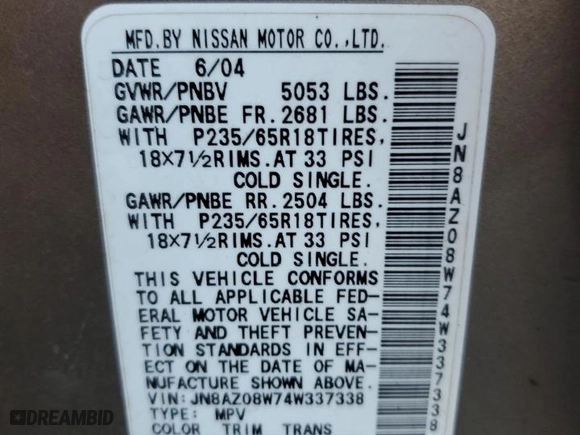 MFD.BY NISSAN MOTOR CO.,LTD.
DATE 6/04
GVWR/PNBV 5053 LBS.
GAWR/PNBE FR.2681 LBS.
WITH P235/65R18TIRES,
18X7½RIMS.AT 33 PSI
COLD SINGLE.
GAWR/PNBE RR.2504 LBS.
WITH P235/65R18TIRES,
18X7½RIMS.AT 33 PSI
COLD SINGLE.
THIS VEHICLE CONFORMS
TO ALL APPLICABLE FED-
ERAL MOTOR VEHICLE SA-
FETY AND THEFT PREVEN-
TION STANDARDS IN EFF-
ECT ON THE DATE OF MA-
NUFACTURE SHOWN ABOVE.
VIN:JN8AZ08W74W337338
TYPE: MPV
COLOR TRIM TRANS
JN8AZ08W74W337338
DREAMBID